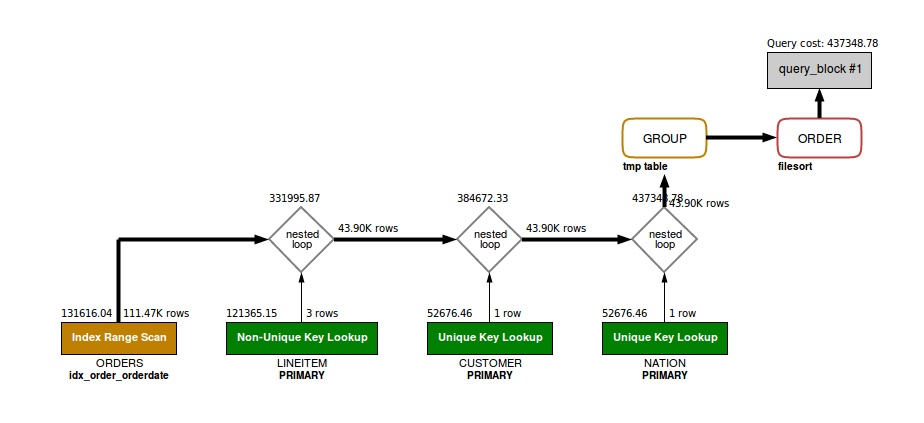 Query cost: 437348.78
query_block #1
GROUP
ORDER
tmp table
filesort
331995.87
384672.33
437348.78
43.90K rows
nested
loop
43.90K rows
nested
loop
43.90K rows
nested
loop
131616.04
111.47K rows
121365.15
3 rows
52676.46
1 row
52676.46
1 row
Index Range Scan
Non-Unique Key Lookup
Unique Key Lookup
Unique Key Lookup
ORDERS
LINEITEM
CUSTOMER
NATION
idx_order_orderdate
PRIMARY
PRIMARY
PRIMARY